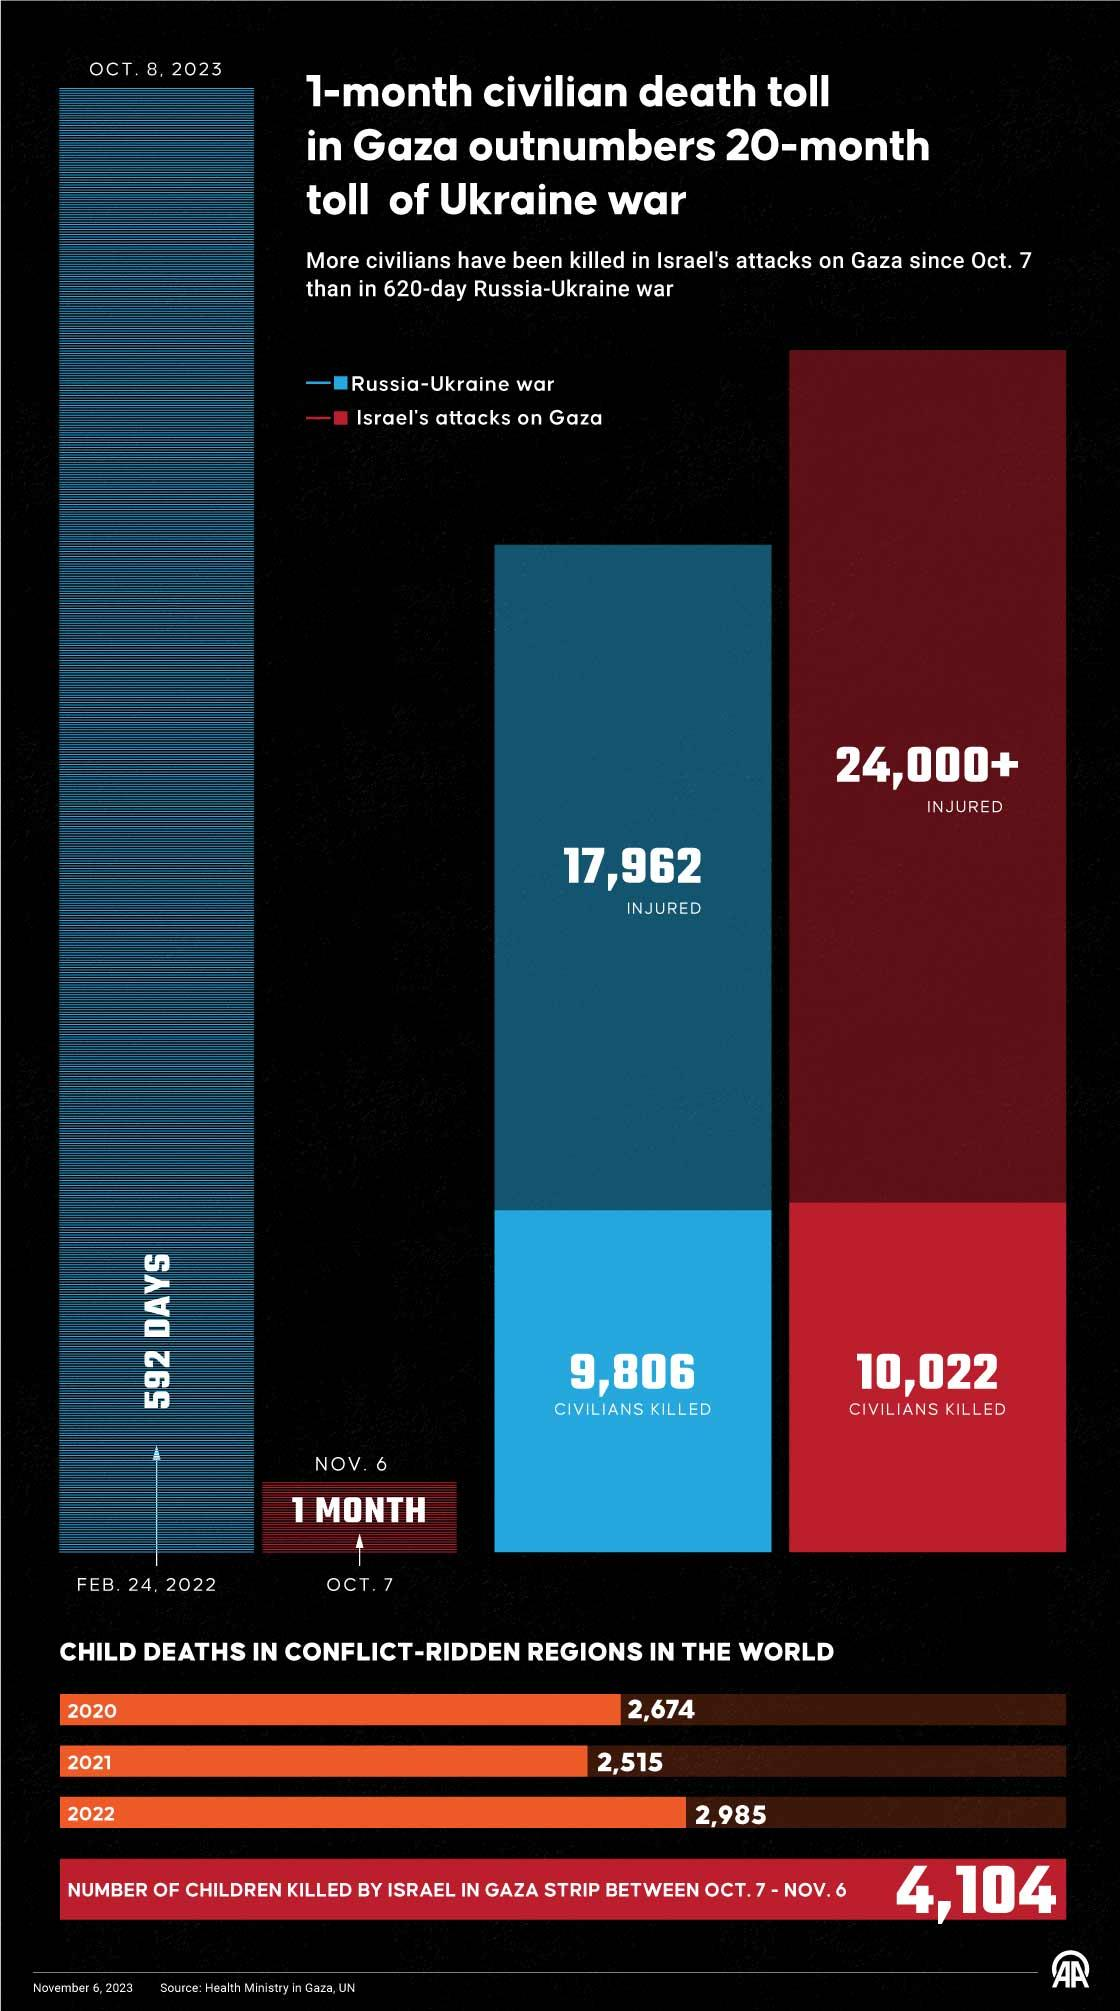 OCT. 8, 2023
1-month civilian death toll
in Gaza outnumbers 20-month
toll of Ukraine war
More civilians have been killed in Israel's attacks on Gaza since Oct. 7
than in 620-day Russia-Ukraine war
Russia-Ukraine war
Israel's attacks on Gaza
24,000+
INJURED
17,962
INJURED
592 DAYS
9,806
CIVILIANS KILLED
10,022
CIVILIANS KILLED
NOV. 6
1 MONTH
FEB. 24, 2022
OCT. 7
CHILD DEATHS IN CONFLICT-RIDDEN REGIONS IN THE WORLD
2020 2,674
2021 2,515
2022 2,985
NUMBER OF CHILDREN KILLED BY ISRAEL IN GAZA STRIP BETWEEN OCT. 7 - NOV. 6 4,104
November 6, 2023 Source: Health Ministry in Gaza, UN
AA